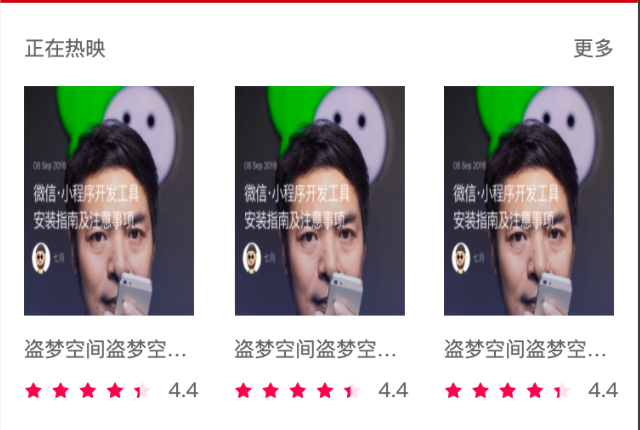 正在热映
更多
08 Sep 2016
微信·小程序开发工具
安装指南及注意事项
七月
08 Sep 2016
微信·小程序开发工具
安装指南及注意事项
七月
08 Sep 2016
微信·小程序开发工具
安装指南及注意事项
七月
盗梦空间盗梦空...
盗梦空间盗梦空...
盗梦空间盗梦空...
4.4
4.4
4.4